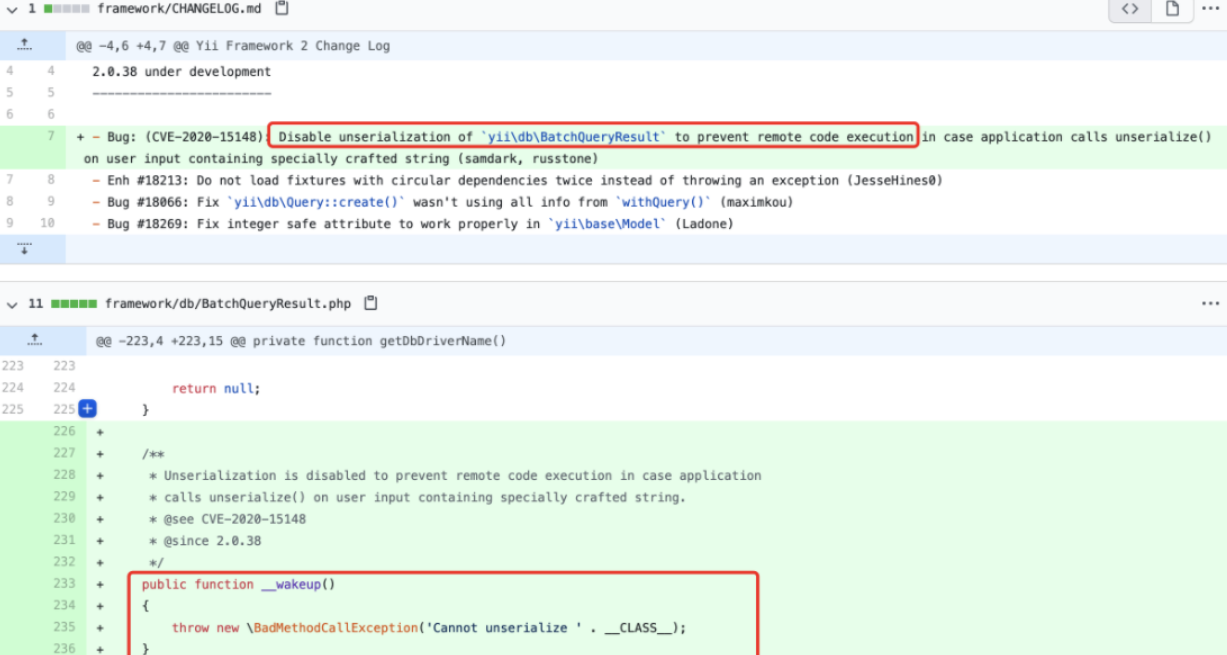 1 framework/CHANGELOG.md
@@ -4,6 +4,7 @@ Yii Framework 2 Change Log
4 4 2.0.38 under development
5 5 ------------------------
6 6
7 + - Bug: (CVE-2020-15148): Disable unserialization of `yii\db\BatchQueryResult` to prevent remote code execution in case application calls unserialize()
on user input containing specially crafted string (samdark, russtone)
7 8 - Enh #18213: Do not load fixtures with circular dependencies twice instead of throwing an exception (JesseHines0)
8 9 - Bug #18066: Fix `yii\db\Query::create()` wasn't using all info from `withQuery()` (maximkou)
9 10 - Bug #18269: Fix integer safe attribute to work properly in `yii\base\Model` (Ladone)
11 framework/db/BatchQueryResult.php
@@ -223,4 +223,15 @@ private function getDbDriverName()
223 223
224 224 return null;
225 225 }
226 +
227 + /**
228 + * Unserialization is disabled to prevent remote code execution in case application
229 + * calls unserialize() on user input containing specially crafted string.
230 + * @see CVE-2020-15148
231 + * @since 2.0.38
232 + */
233 + public function __wakeup()
234 + {
235 + throw new \BadMethodCallException('Cannot unserialize ' . __CLASS__);
236 + }